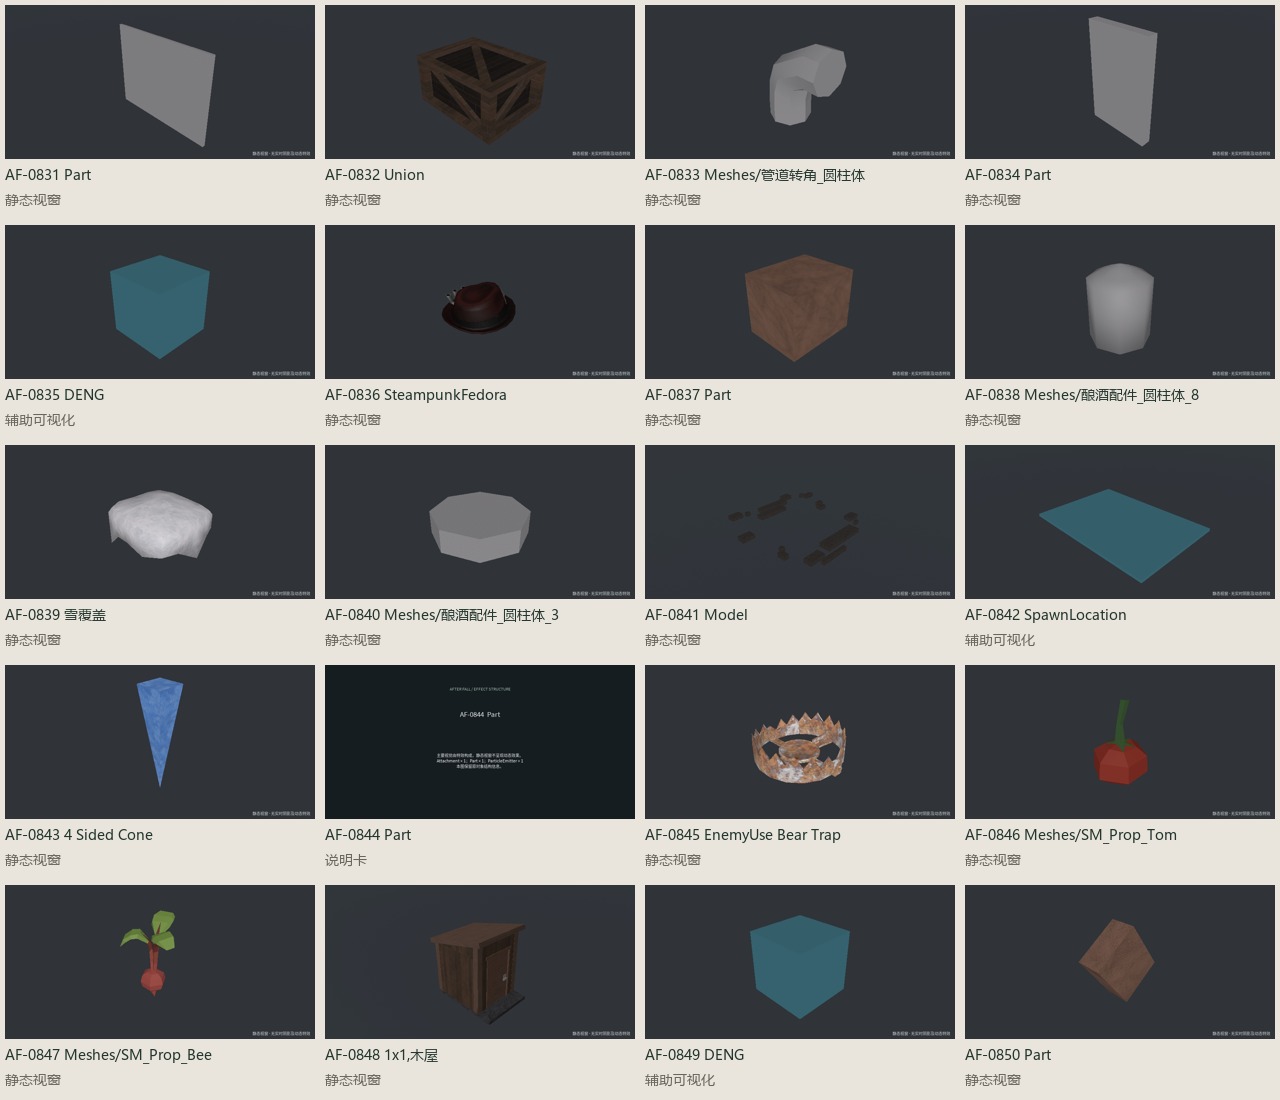 AF-0831 Part
静态视窗
AF-0832 Union
静态视窗
AF-0833 Meshes/管道转角_圆柱体
静态视窗
AF-0834 Part
静态视窗
AF-0835 DENG
辅助可视化
AF-0836 SteampunkFedora
静态视窗
AF-0837 Part
静态视窗
AF-0838 Meshes/酿酒配件_圆柱体_8
静态视窗
AF-0839 雪覆盖
静态视窗
AF-0840 Meshes/酿酒配件_圆柱体_3
静态视窗
AF-0841 Model
静态视窗
AF-0842 SpawnLocation
辅助可视化
AF-0843 4 Sided Cone
静态视窗
AFTERFALL / EFFECT STRUCTURE
AF-0844 Part
Attachment×1; Part×1; ParticleEmitter×1
AF-0844 Part
说明卡
AF-0845 EnemyUse Bear Trap
静态视窗
AF-0846 Meshes/SM_Prop_Tom
静态视窗
AF-0847 Meshes/SM_Prop_Bee
静态视窗
AF-0848 1x1,木屋
静态视窗
AF-0849 DENG
辅助可视化
AF-0850 Part
静态视窗